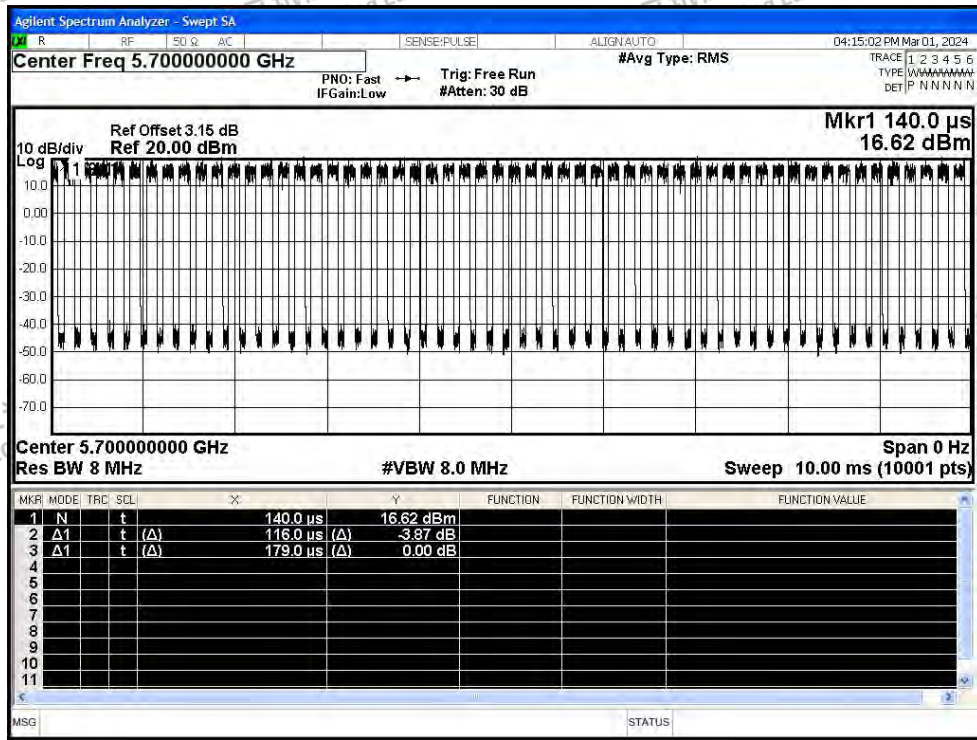 Agilent Spectrum Analyzer - Swept SA
R RF 50 Ω AC SENSE:PULSE ALIGN AUTO 04:15:02 PM Mar 01, 2024
Center Freq 5.700000000 GHz
#Avg Type: RMS
TRACE 1 2 3 4 5 6
TYPE
DET P N N N N N
PNO: Fast Trig: Free Run
IFGain:Low #Atten: 30 dB
Mkr1 140.0 µs
16.62 dBm
Ref Offset 3.15 dB
10 dB/div Ref 20.00 dBm
Log
1
10.0
0.00
-10.0
-20.0
-30.0
-40.0
-50.0
-60.0
-70.0
Center 5.700000000 GHz Span 0 Hz
Res BW 8 MHz #VBW 8.0 MHz Sweep 10.00 ms (10001 pts)
MKR MODE TRC SCL X Y FUNCTION FUNCTION WIDTH FUNCTION VALUE
1 N t 140.0 µs 16.62 dBm
2 Δ1 t (Δ) 116.0 µs (Δ) -3.87 dB
3 Δ1 t (Δ) 179.0 µs (Δ) 0.00 dB
4
5
6
7
8
9
10
11
MSG STATUS